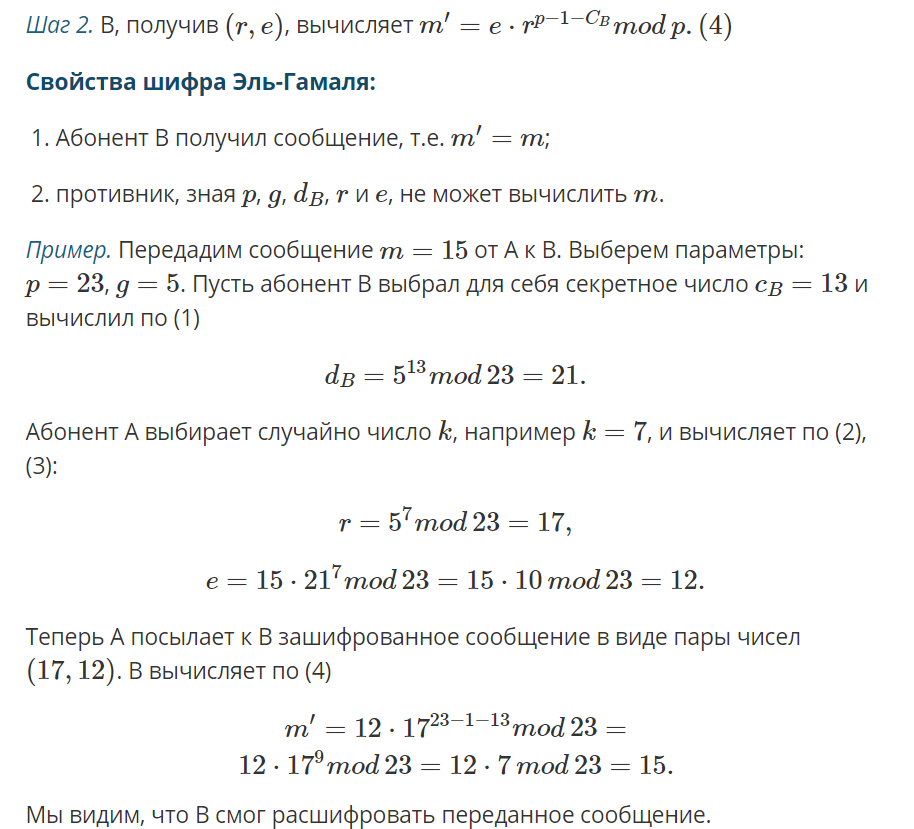 Шаг 2. В, получив (r, e), вычисляет m′ = e · r^{p−1−C_B} mod p. (4)
Свойства шифра Эль-Гамаля:
1. Абонент В получил сообщение, т.е. m′ = m;
2. противник, зная p, g, d_B, r и e, не может вычислить m.
Пример. Передадим сообщение m = 15 от А к В. Выберем параметры:
p = 23, g = 5. Пусть абонент В выбрал для себя секретное число c_B = 13 и
вычислил по (1)
d_B = 5^{13} mod 23 = 21.
Абонент А выбирает случайно число k, например k = 7, и вычисляет по (2),
(3):
r = 5^7 mod 23 = 17,
e = 15 · 21^7 mod 23 = 15 · 10 mod 23 = 12.
Теперь А посылает к В зашифрованное сообщение в виде пары чисел
(17, 12). В вычисляет по (4)
m′ = 12 · 17^{23−1−13} mod 23 =
12 · 17^9 mod 23 = 12 · 7 mod 23 = 15.
Мы видим, что В смог расшифровать переданное сообщение.